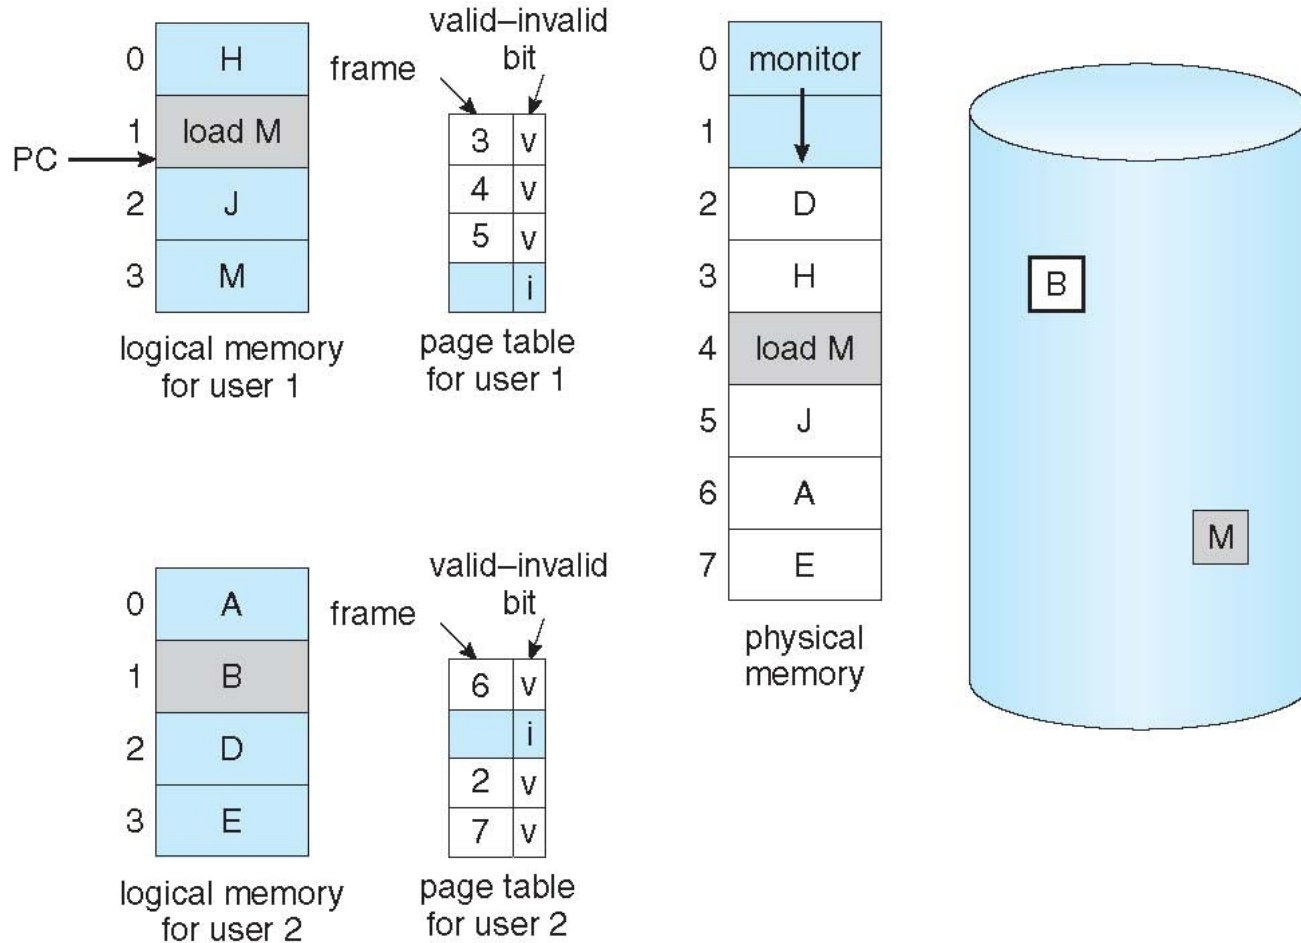 0 H
1 load M
PC
2 J
3 M
logical memory
for user 1
valid–invalid
bit
frame
3 v
4 v
5 v
i
page table
for user 1
0 monitor
1
2 D
3 H
4 load M
5 J
6 A
7 E
physical
memory
B
M
0 A
1 B
2 D
3 E
logical memory
for user 2
valid–invalid
bit
frame
6 v
i
2 v
7 v
page table
for user 2